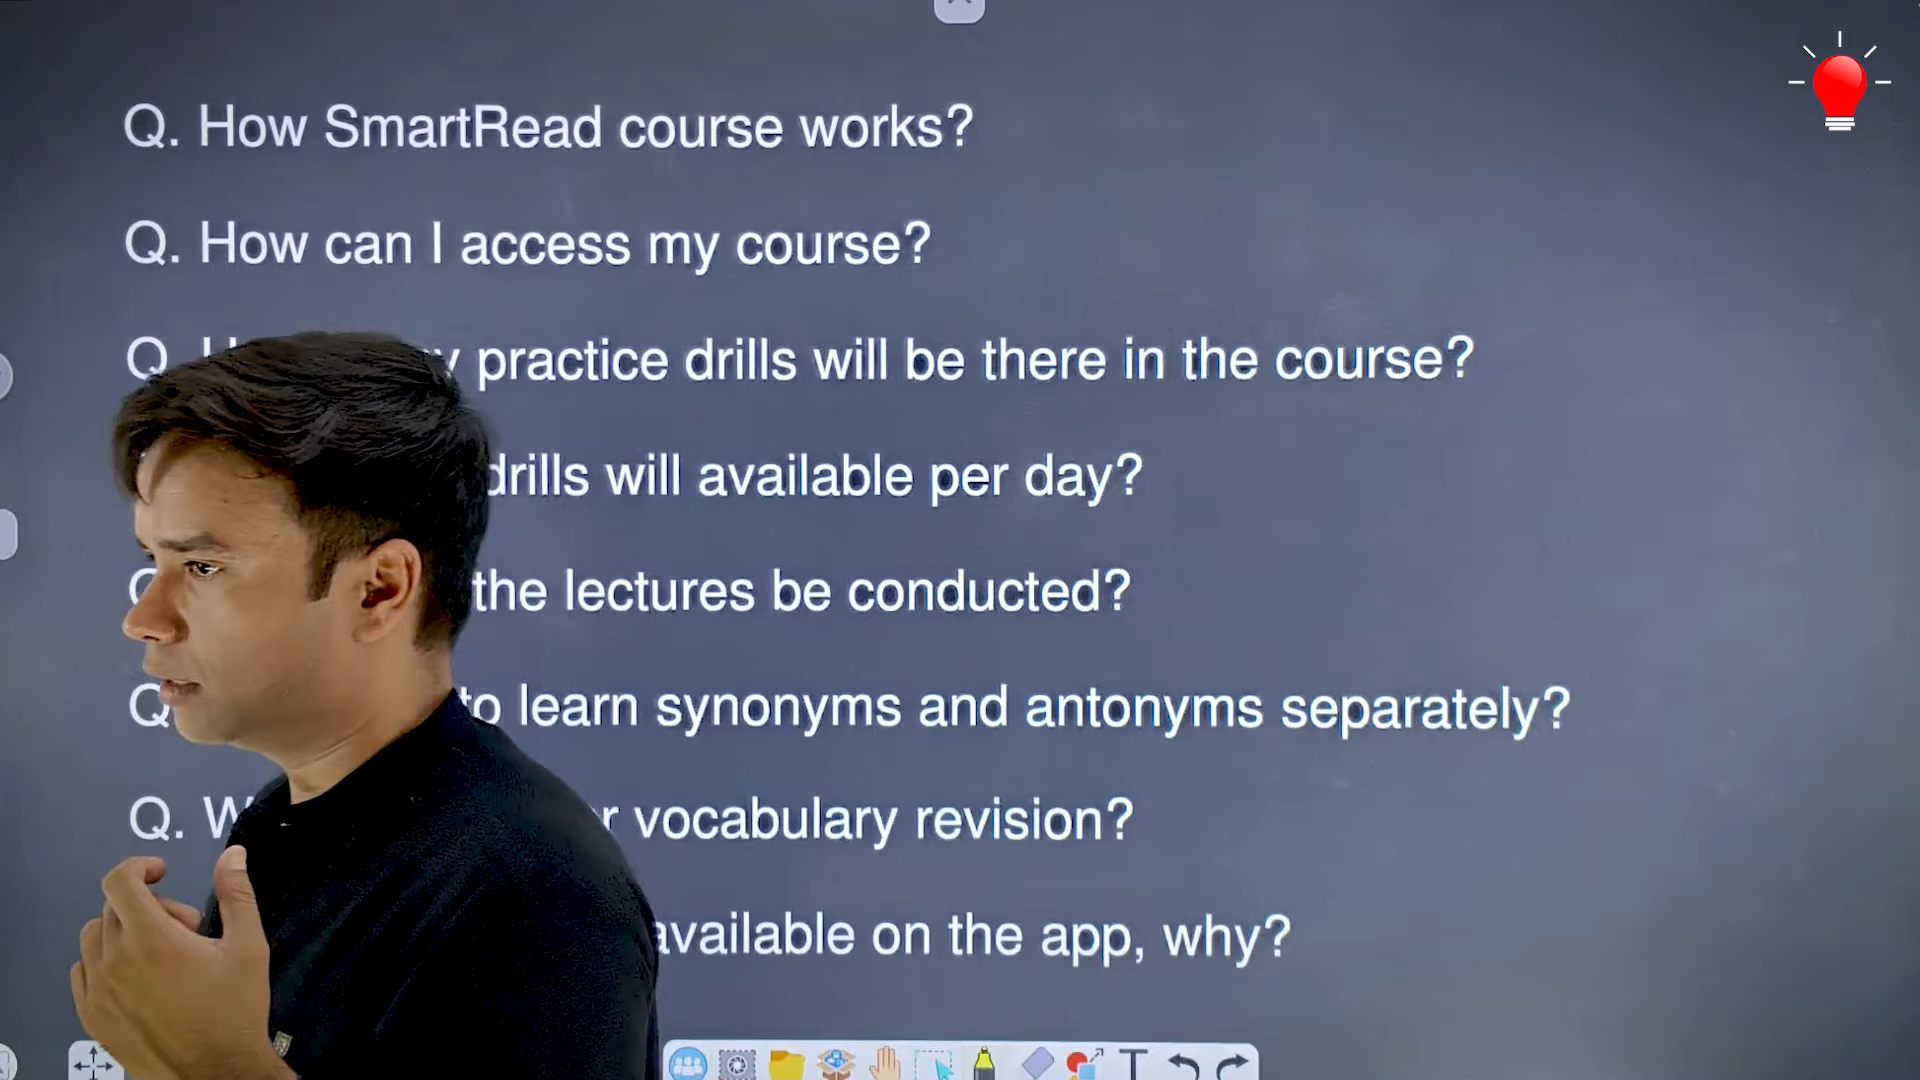 Q. How SmartRead course works?
Q. How can I access my course?
Q. practice drills will be there in the course?
drills will available per day?
the lectures be conducted?
Q to learn synonyms and antonyms separately?
Q. vocabulary revision?
available on the app, why?